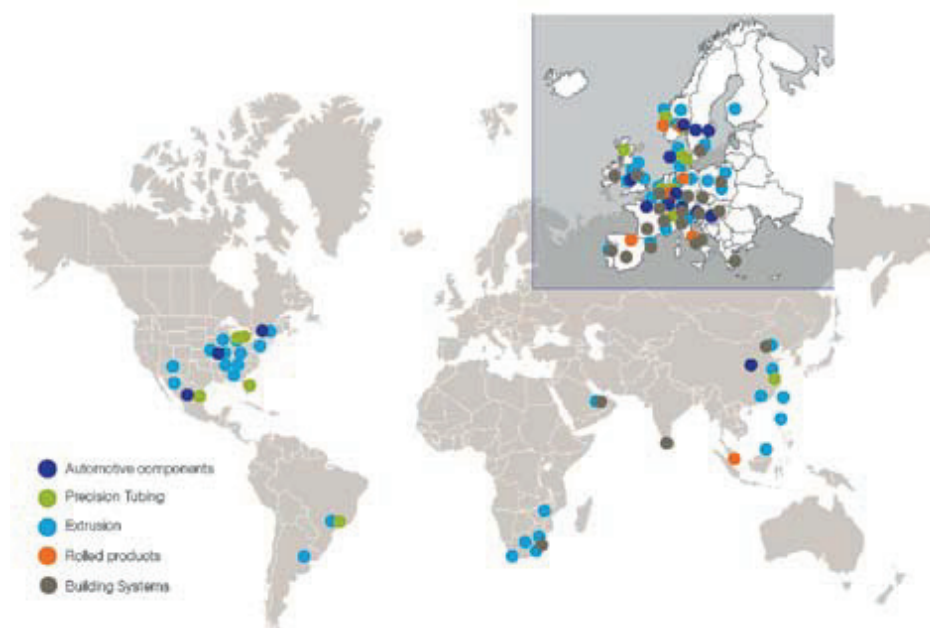 Automotive components
Precision Tubing
Extrusion
Rolled products
Building Systems